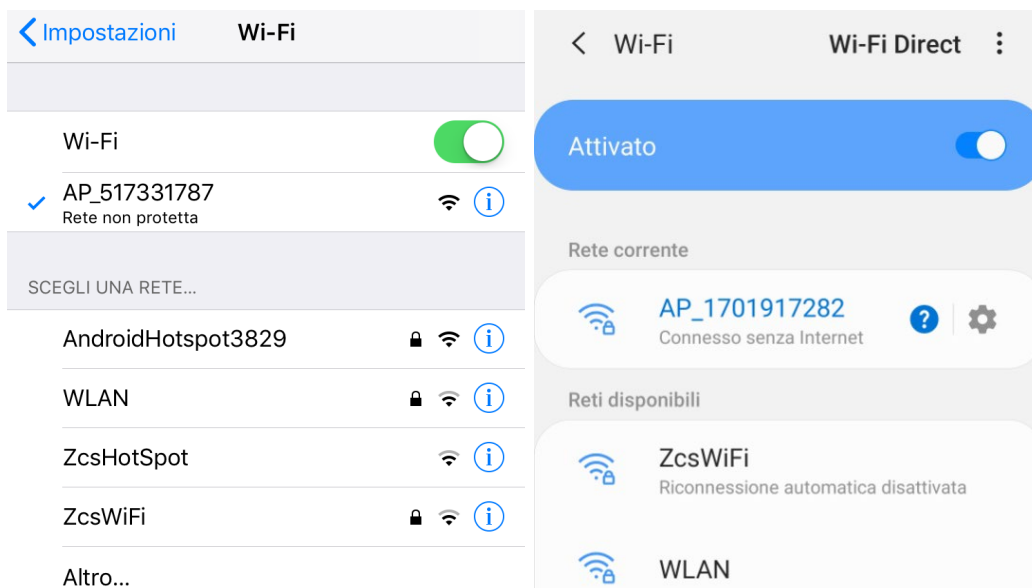 Impostazioni
Wi-Fi
Wi-Fi
AP_517331787
Rete non protetta
SCEGLI UNA RETE...
AndroidHotspot3829
WLAN
ZcsHotSpot
ZcsWiFi
Altro...
Wi-Fi
Wi-Fi Direct
Attivato
Rete corrente
AP_1701917282
Connesso senza Internet
Reti disponibili
ZcsWiFi
Riconnessione automatica disattivata
WLAN